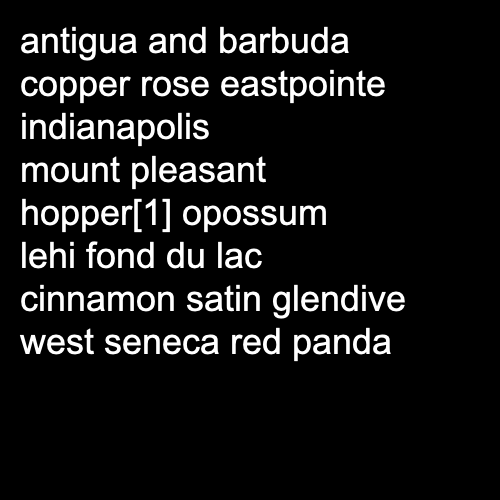 antigua and barbuda
copper rose eastpointe
indianapolis
mount pleasant
hopper[1] opossum
lehi fond du lac
cinnamon satin glendive
west seneca red panda